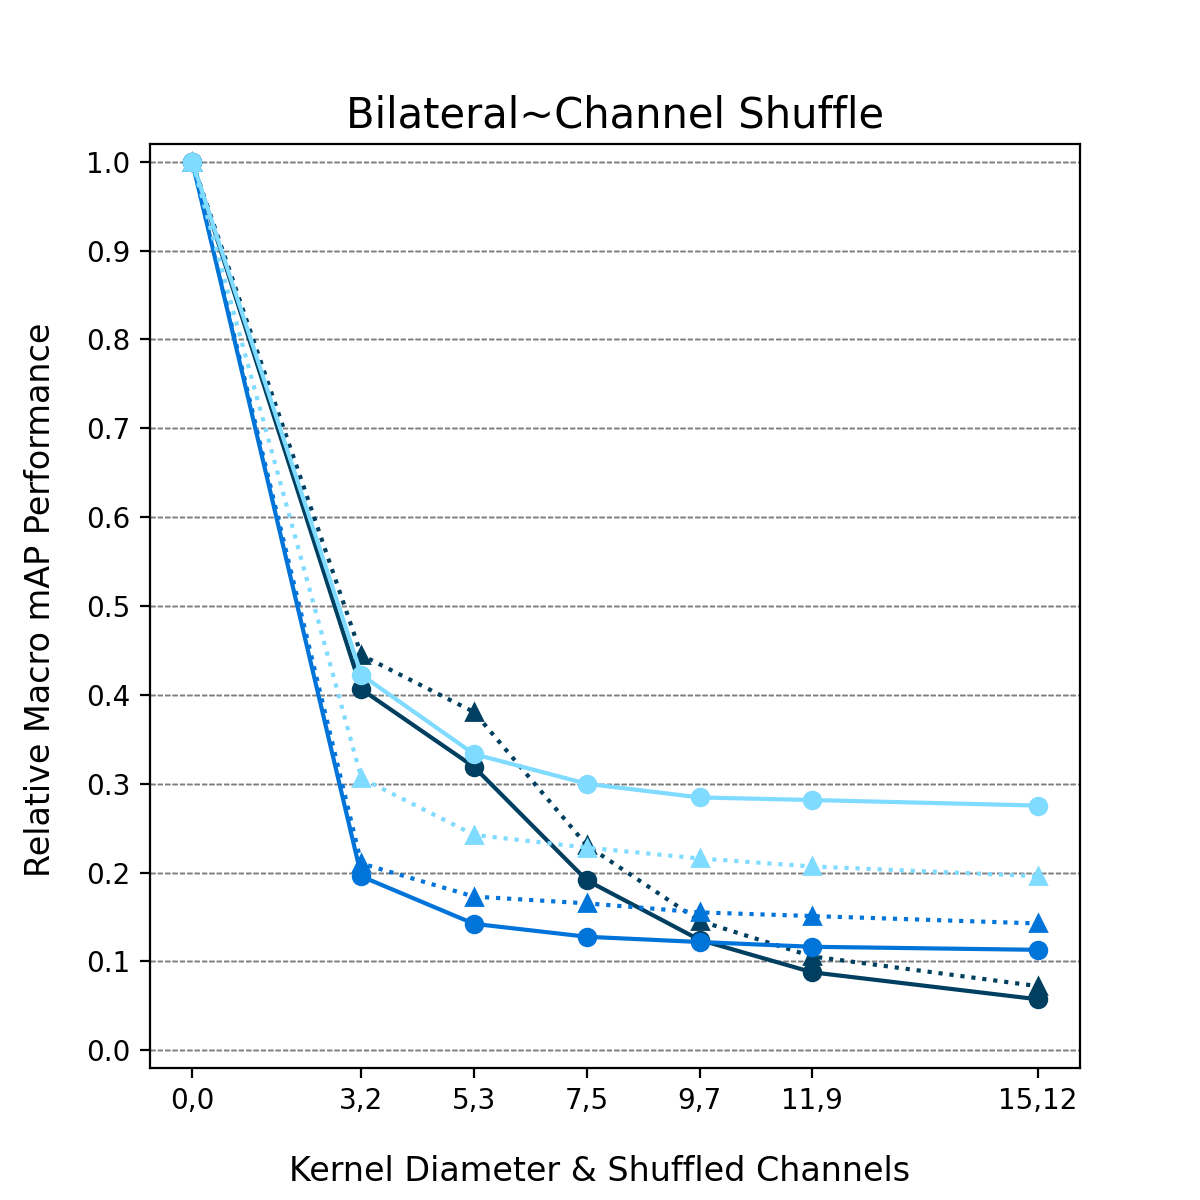 Bilateral~Channel Shuffle
1.0
0.9
0.8
0.7
0.6
0.5
0.4
0.3
0.2
0.1
0.0
Relative Macro mAP Performance
0,0 3,2 5,3 7,5 9,7 11,9 15,12
Kernel Diameter & Shuffled Channels